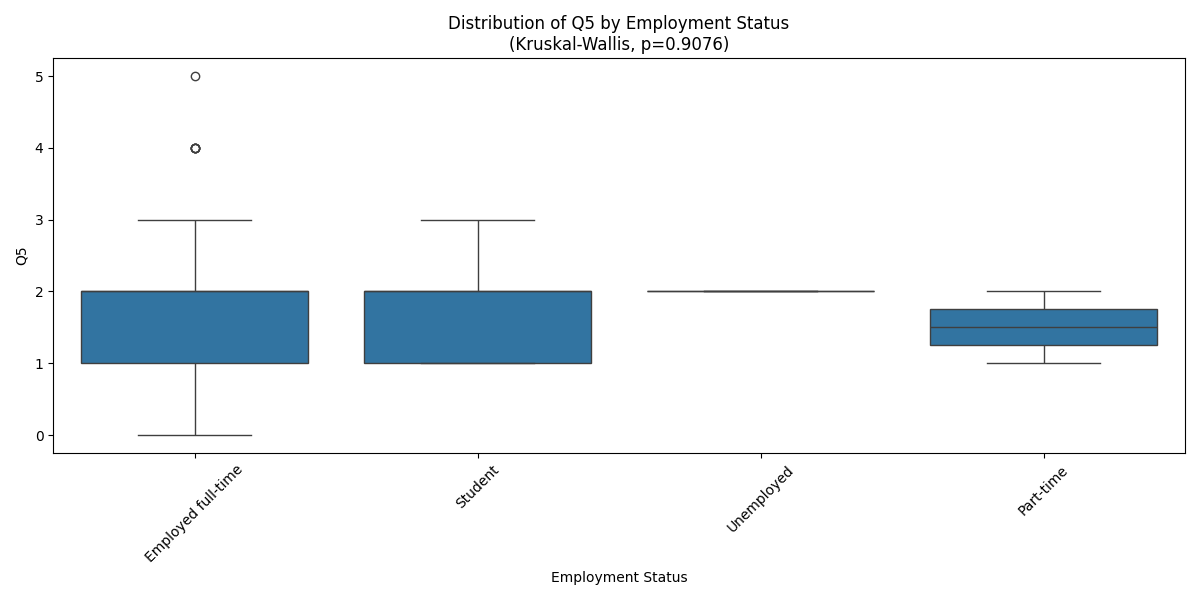 Distribution of Q5 by Employment Status
(Kruskal-Wallis, p=0.9076)
Q5
5
4
3
2
1
0
Employed full-time
Student
Unemployed
Part-time
Employment Status